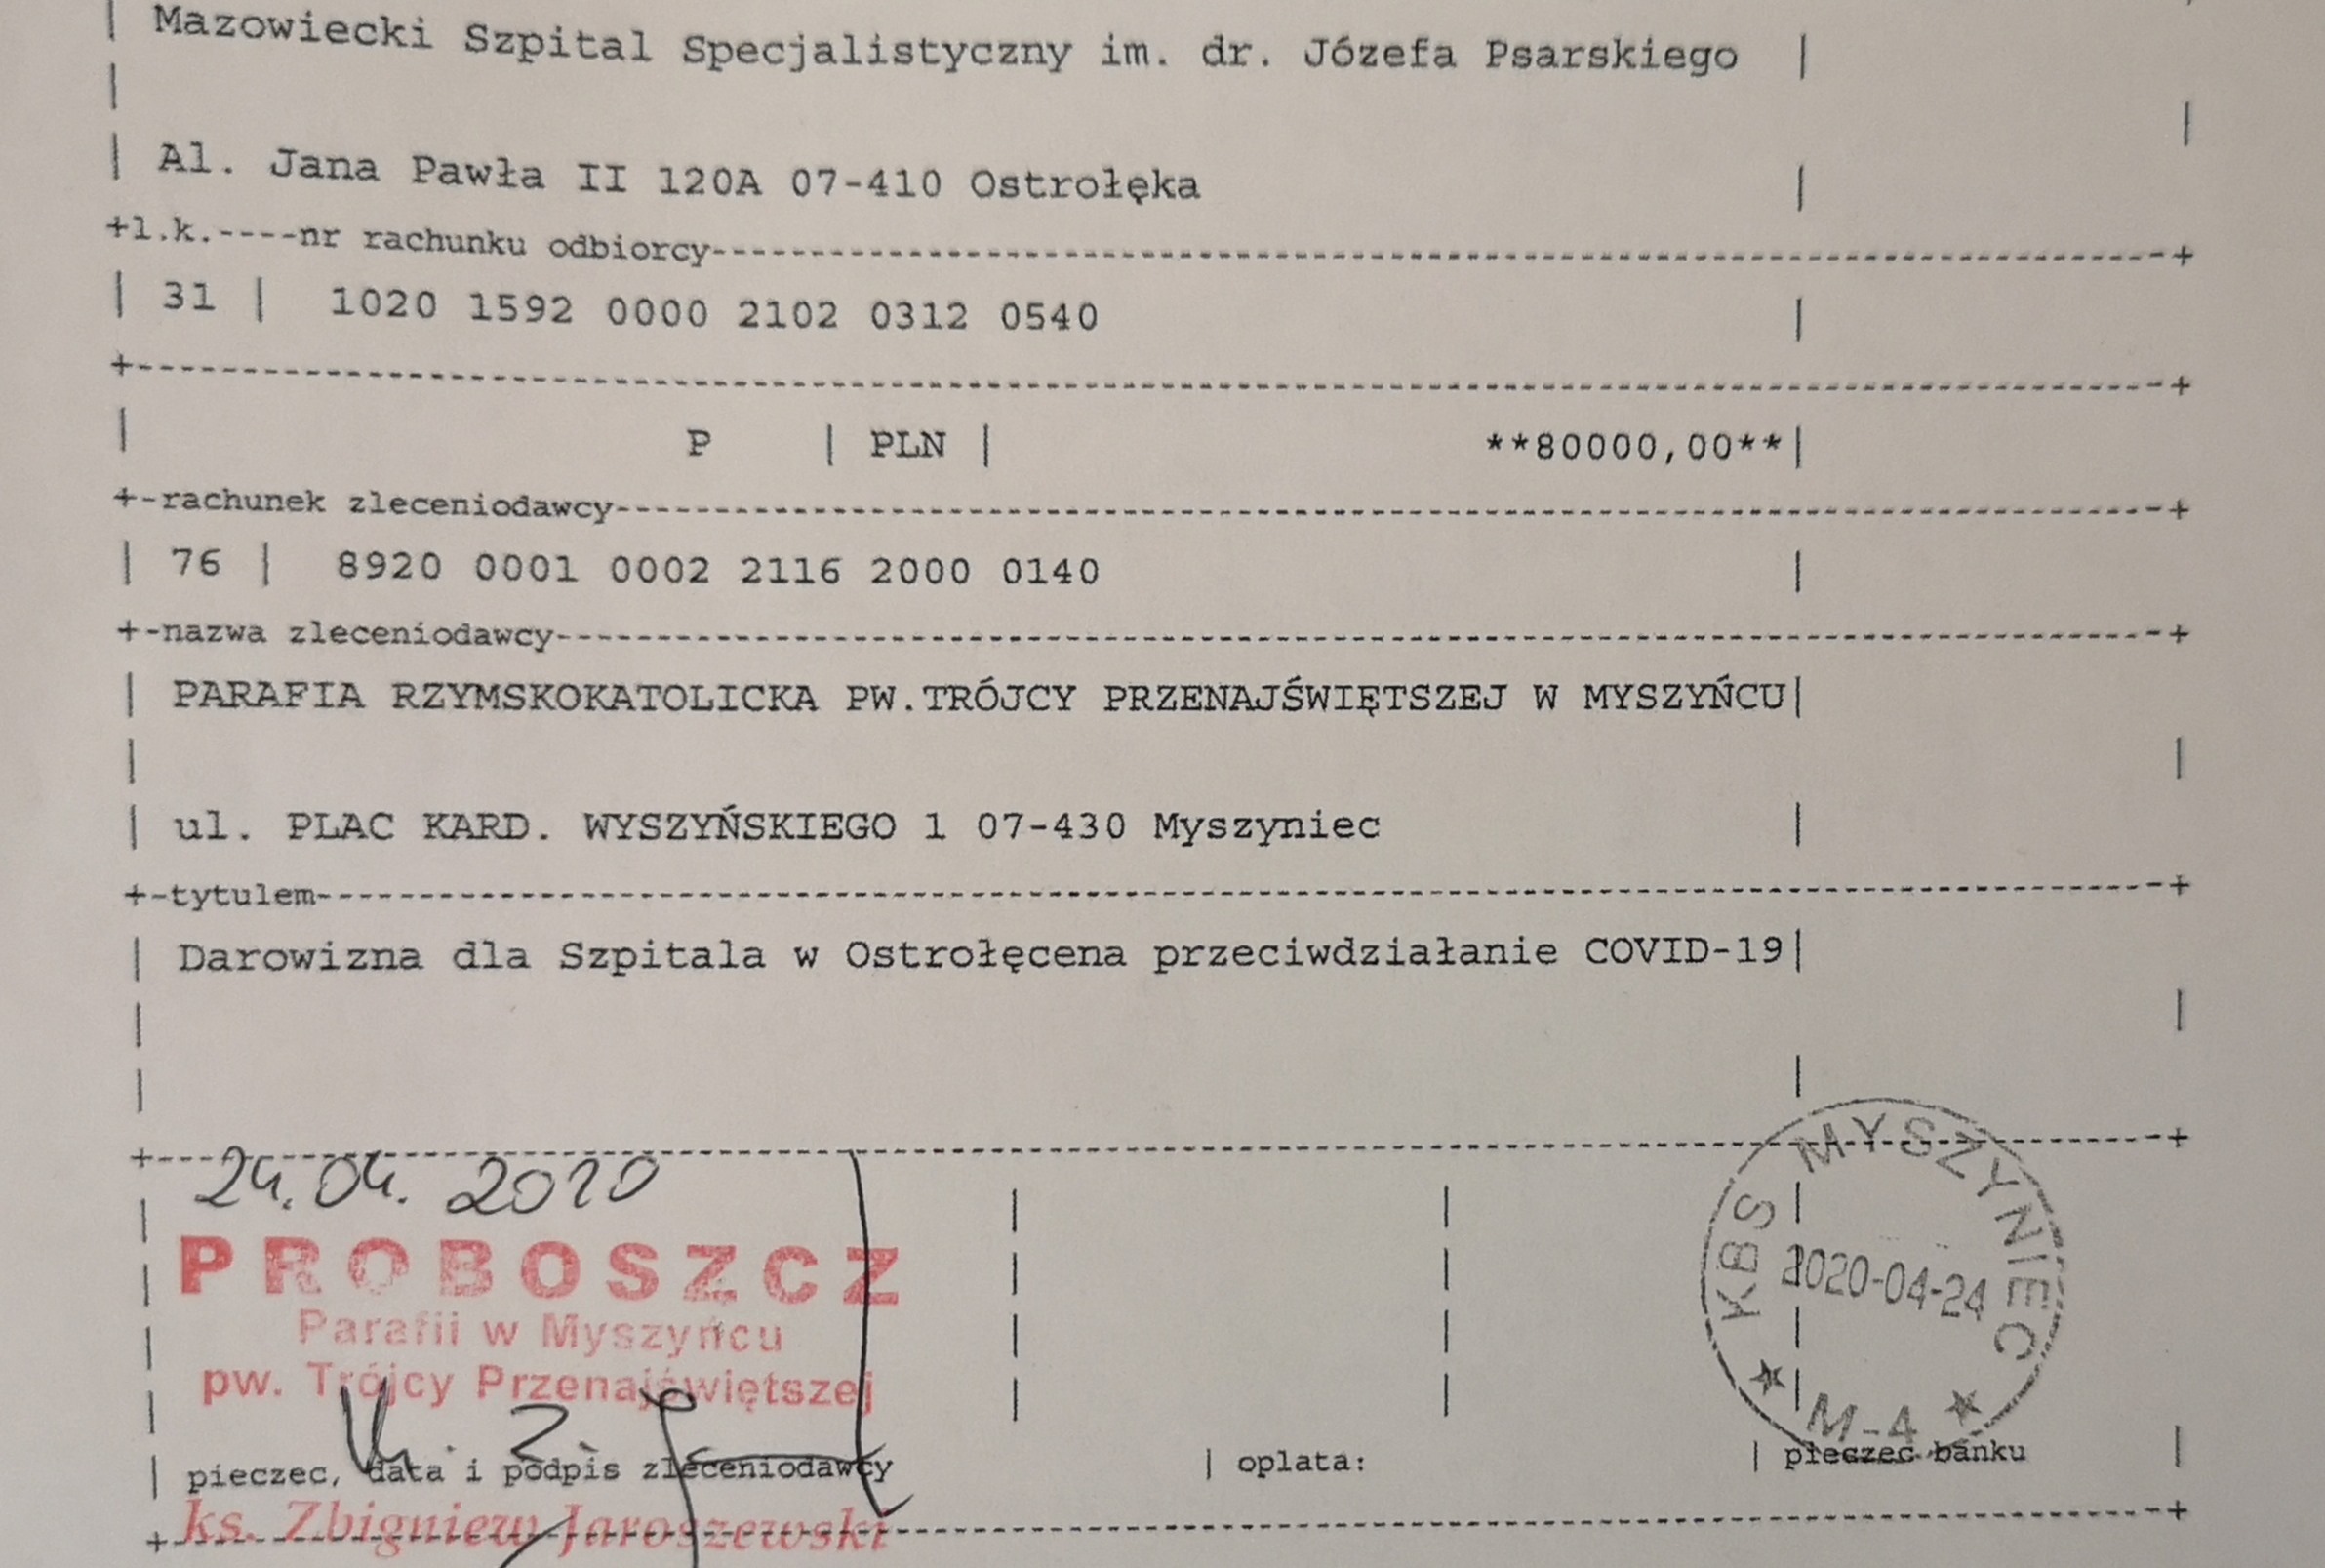 Mazowiecki Szpital Specjalistyczny im. dr. Józefa Psarskiego
Al. Jana Pawła II 120A 07-410 Ostrołęka
l.k.----nr rachunku odbiorcy
31 | 1020 1592 0000 2102 0312 0540
P | PLN | **80000,00**
rachunek zleceniodawcy
76 | 8920 0001 0002 2116 2000 0140
nazwa zleceniodawcy
PARAFIA RZYMSKOKATOLICKA PW.TRÓJCY PRZENAJŚWIĘTSZEJ W MYSZYŃCU
ul. PLAC KARD. WYSZYŃSKIEGO 1 07-430 Myszyniec
tytulem
Darowizna dla Szpitala w Ostrołęcena przeciwdziałanie COVID-19
24.04.2020
PROBOSZCZ
Parafii w Myszyńcu
pw. Trójcy Przenajświętszej
pieczec, data i podpis zleceniodawcy
ks. Zbigniew Jaroszewski
oplata:
KBS MYSZYNIEC
2020-04-24
M-4
pieczec banku